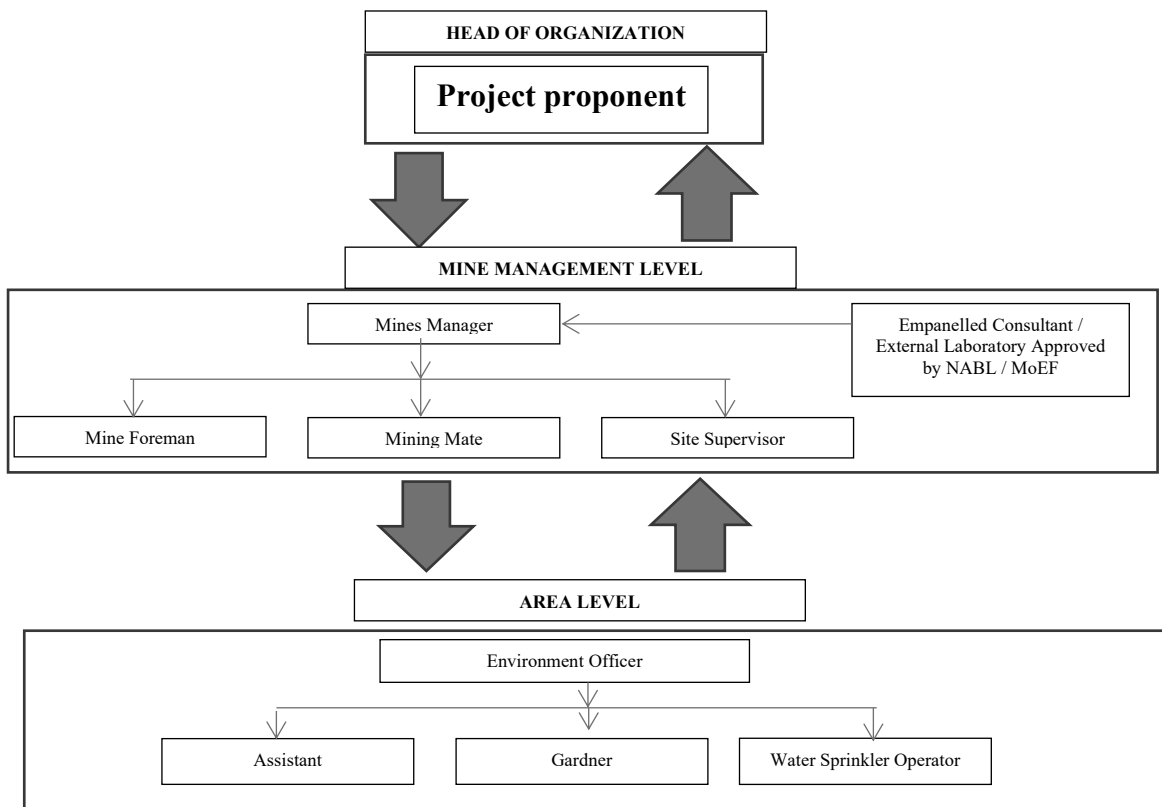 HEAD OF ORGANIZATION
Project proponent
MINE MANAGEMENT LEVEL
Mines Manager
Empanelled Consultant /
External Laboratory Approved
by NABL / MoEF
Mine Foreman
Mining Mate
Site Supervisor
AREA LEVEL
Environment Officer
Assistant
Gardner
Water Sprinkler Operator